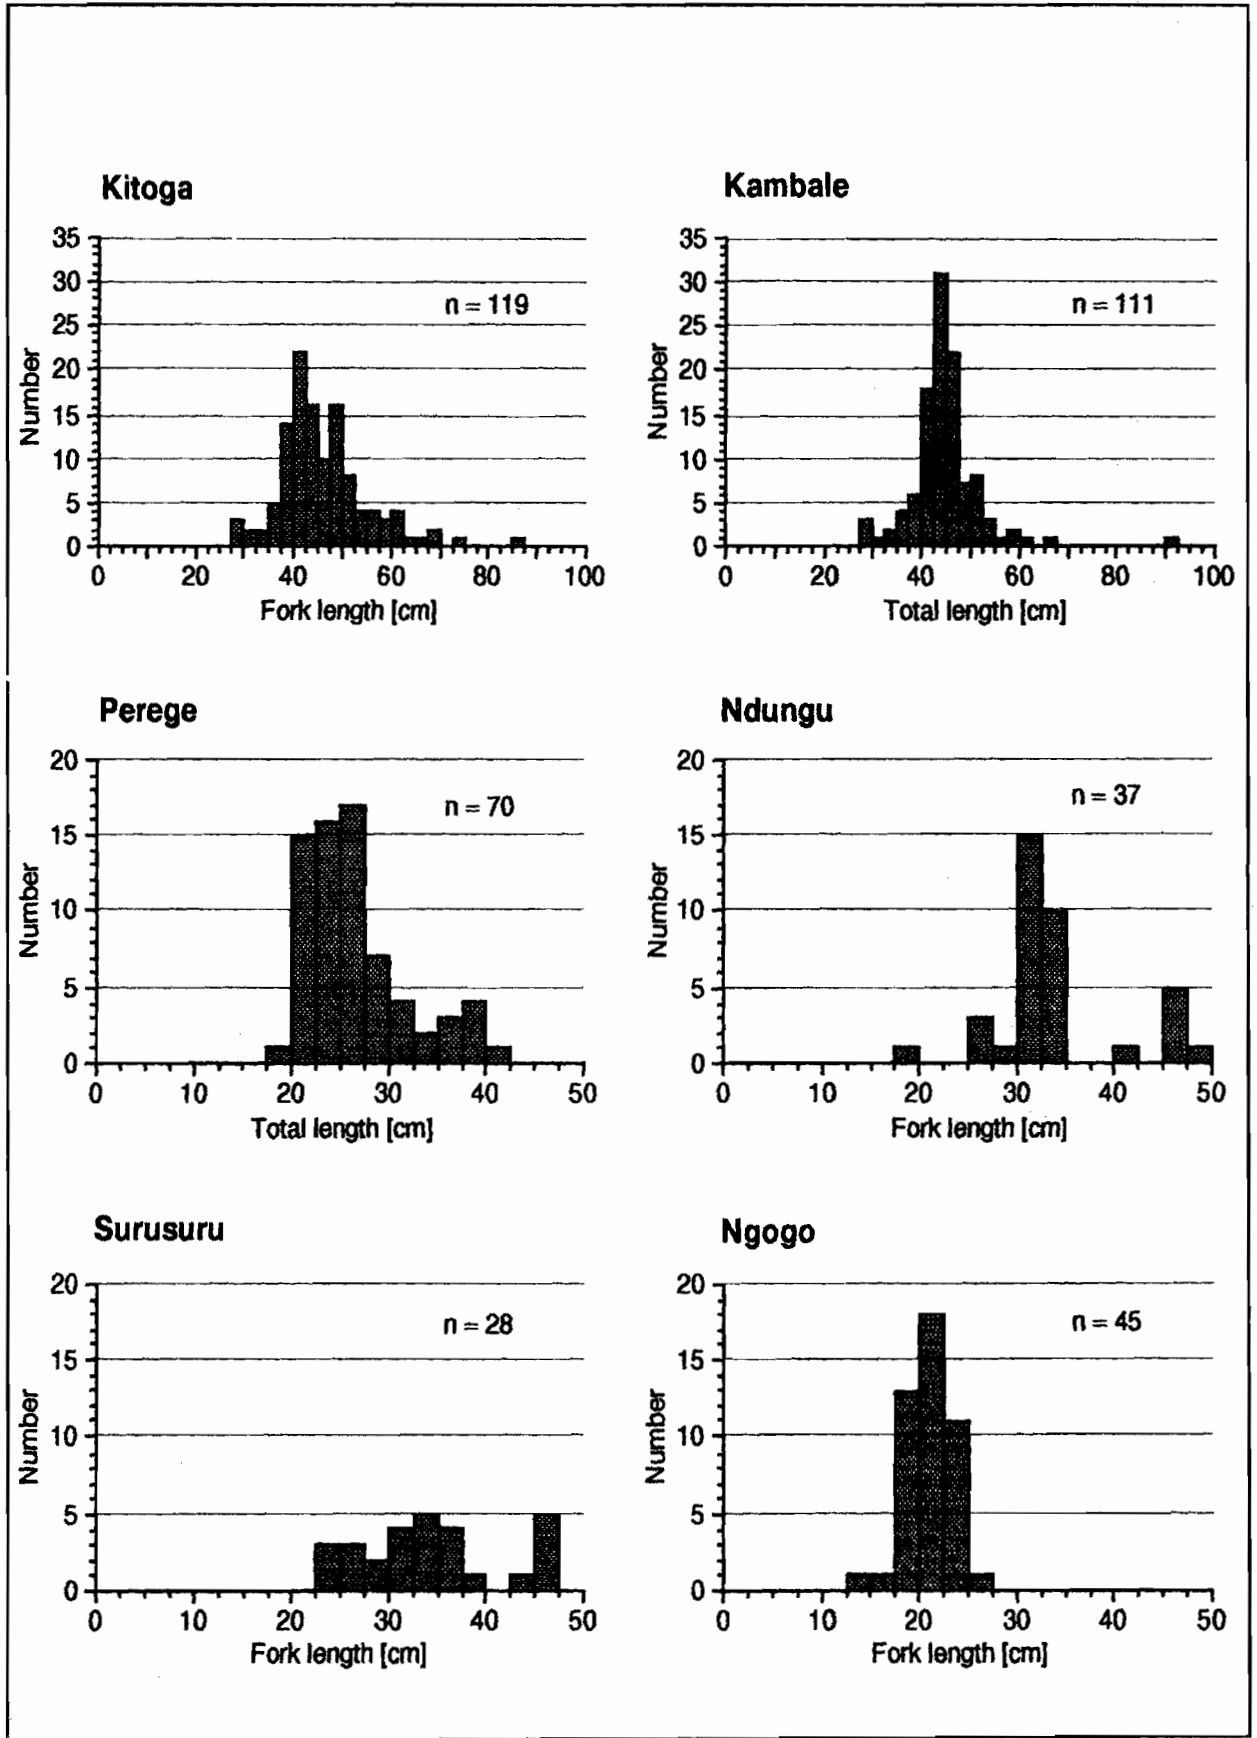 Kitoga
35
30
25
20
15
10
5
0
Number
n = 119
0 20 40 60 80 100
Fork length [cm]
Kambale
35
30
25
20
15
10
5
0
Number
n = 111
0 20 40 60 80 100
Total length [cm]
Perege
20
15
10
5
0
Number
n = 70
0 10 20 30 40 50
Total length [cm]
Ndungu
20
15
10
5
0
Number
n = 37
0 10 20 30 40 50
Fork length [cm]
Surusuru
20
15
10
5
0
Number
n = 28
0 10 20 30 40 50
Fork length [cm]
Ngogo
20
15
10
5
0
Number
n = 45
0 10 20 30 40 50
Fork length [cm]